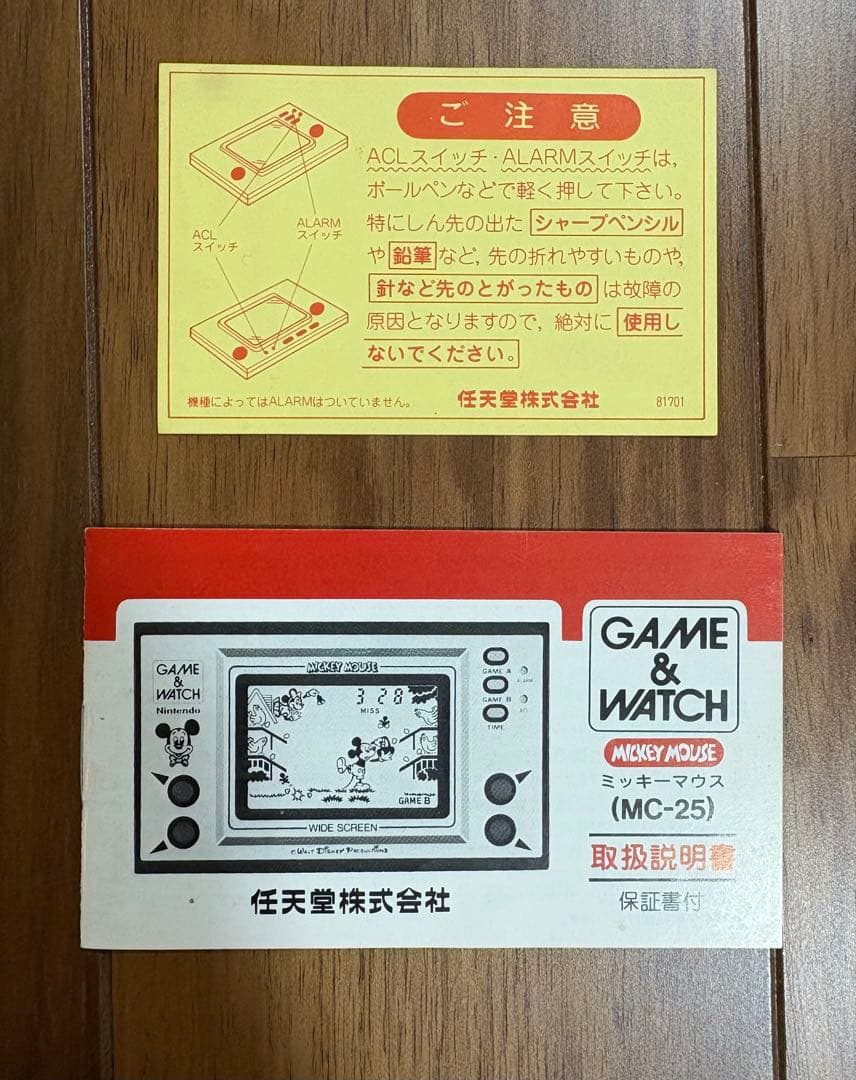 ご注意
ACLスイッチ・ALARMスイッチは,
ボールペンなどで軽く押して下さい。
特にしん先の出た シャープペンシル
や 鉛筆 など, 先の折れやすいものや,
針など先のとがったもの は故障の
原因となりますので, 絶対に 使用し
ないでください。
ACL
スイッチ
ALARM
スイッチ
機種によってはALARMはついていません。
任天堂株式会社
81701
GAME
&
WATCH
Nintendo
MICKEY MOUSE
3 28
MISS
GAME B
WIDE SCREEN
©WALT DISNEY PRODUCTIONS
GAME A
ALARM
GAME B
ACL
TIME
任天堂株式会社
GAME
&
WATCH
MICKEY MOUSE
ミッキーマウス
(MC-25)
取扱説明書
保証書付